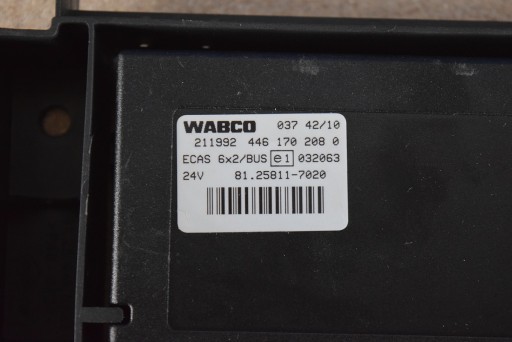 WABCO 037 42/10
211992 446 170 208 0
ECAS 6x2/BUS e1 032063
24V 81.25811-7020